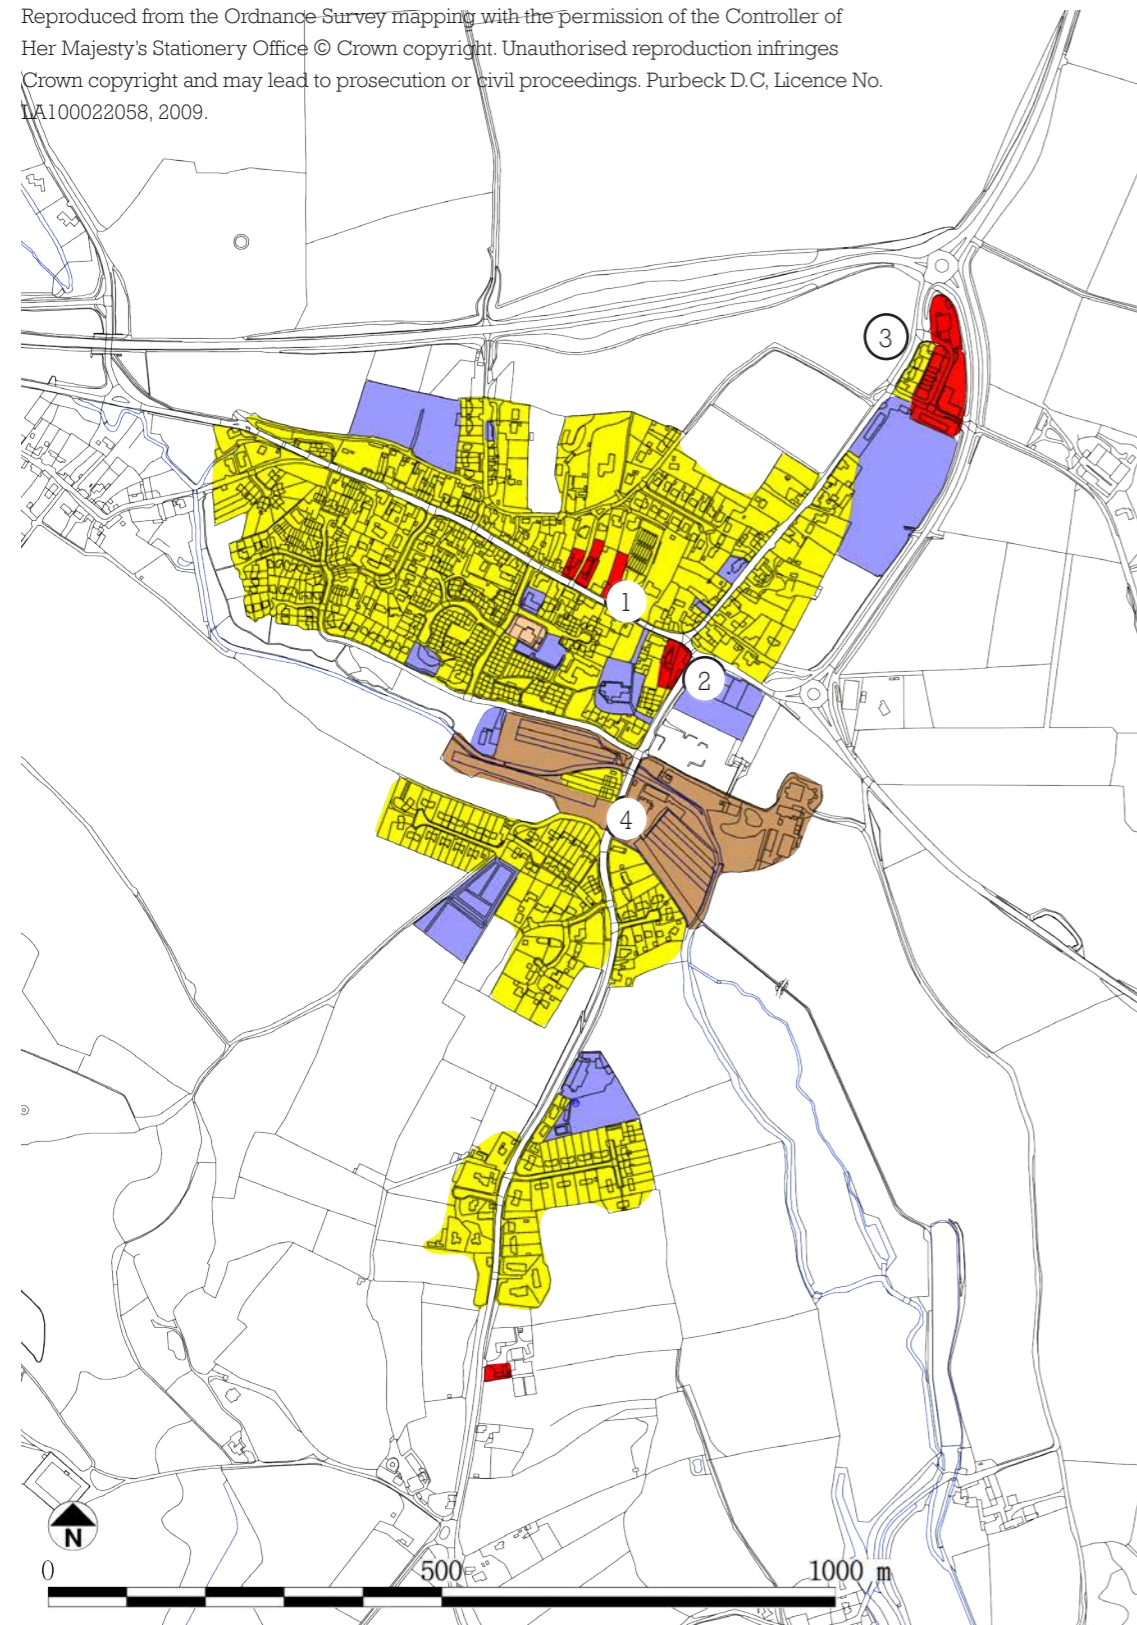 Reproduced from the Ordnance Survey mapping with the permission of the Controller of
Her Majesty's Stationery Office © Crown copyright. Unauthorised reproduction infringes
Crown copyright and may lead to prosecution or civil proceedings. Purbeck D.C, Licence No.
LA100022058, 2009.
3
1
2
4
N
0 500 1000 m